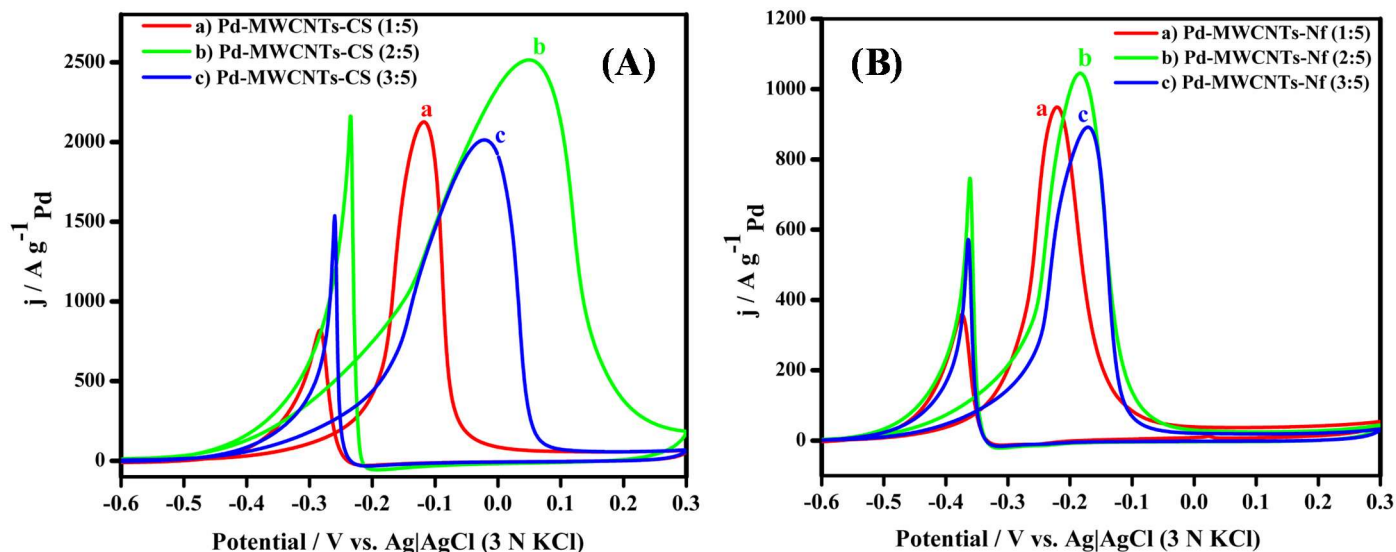 a) Pd-MWCNTs-CS (1:5)
b) Pd-MWCNTs-CS (2:5)
c) Pd-MWCNTs-CS (3:5)
(A)
a
b
c
2500
2000
1500
1000
500
0
j / A g⁻¹ Pd
-0.6 -0.5 -0.4 -0.3 -0.2 -0.1 0.0 0.1 0.2 0.3
Potential / V vs. Ag|AgCl (3 N KCl)
a) Pd-MWCNTs-Nf (1:5)
b) Pd-MWCNTs-Nf (2:5)
c) Pd-MWCNTs-Nf (3:5)
(B)
a
b
c
1200
1000
800
600
400
200
0
j / A g⁻¹ Pd
-0.6 -0.5 -0.4 -0.3 -0.2 -0.1 0.0 0.1 0.2 0.3
Potential / V vs. Ag|AgCl (3 N KCl)